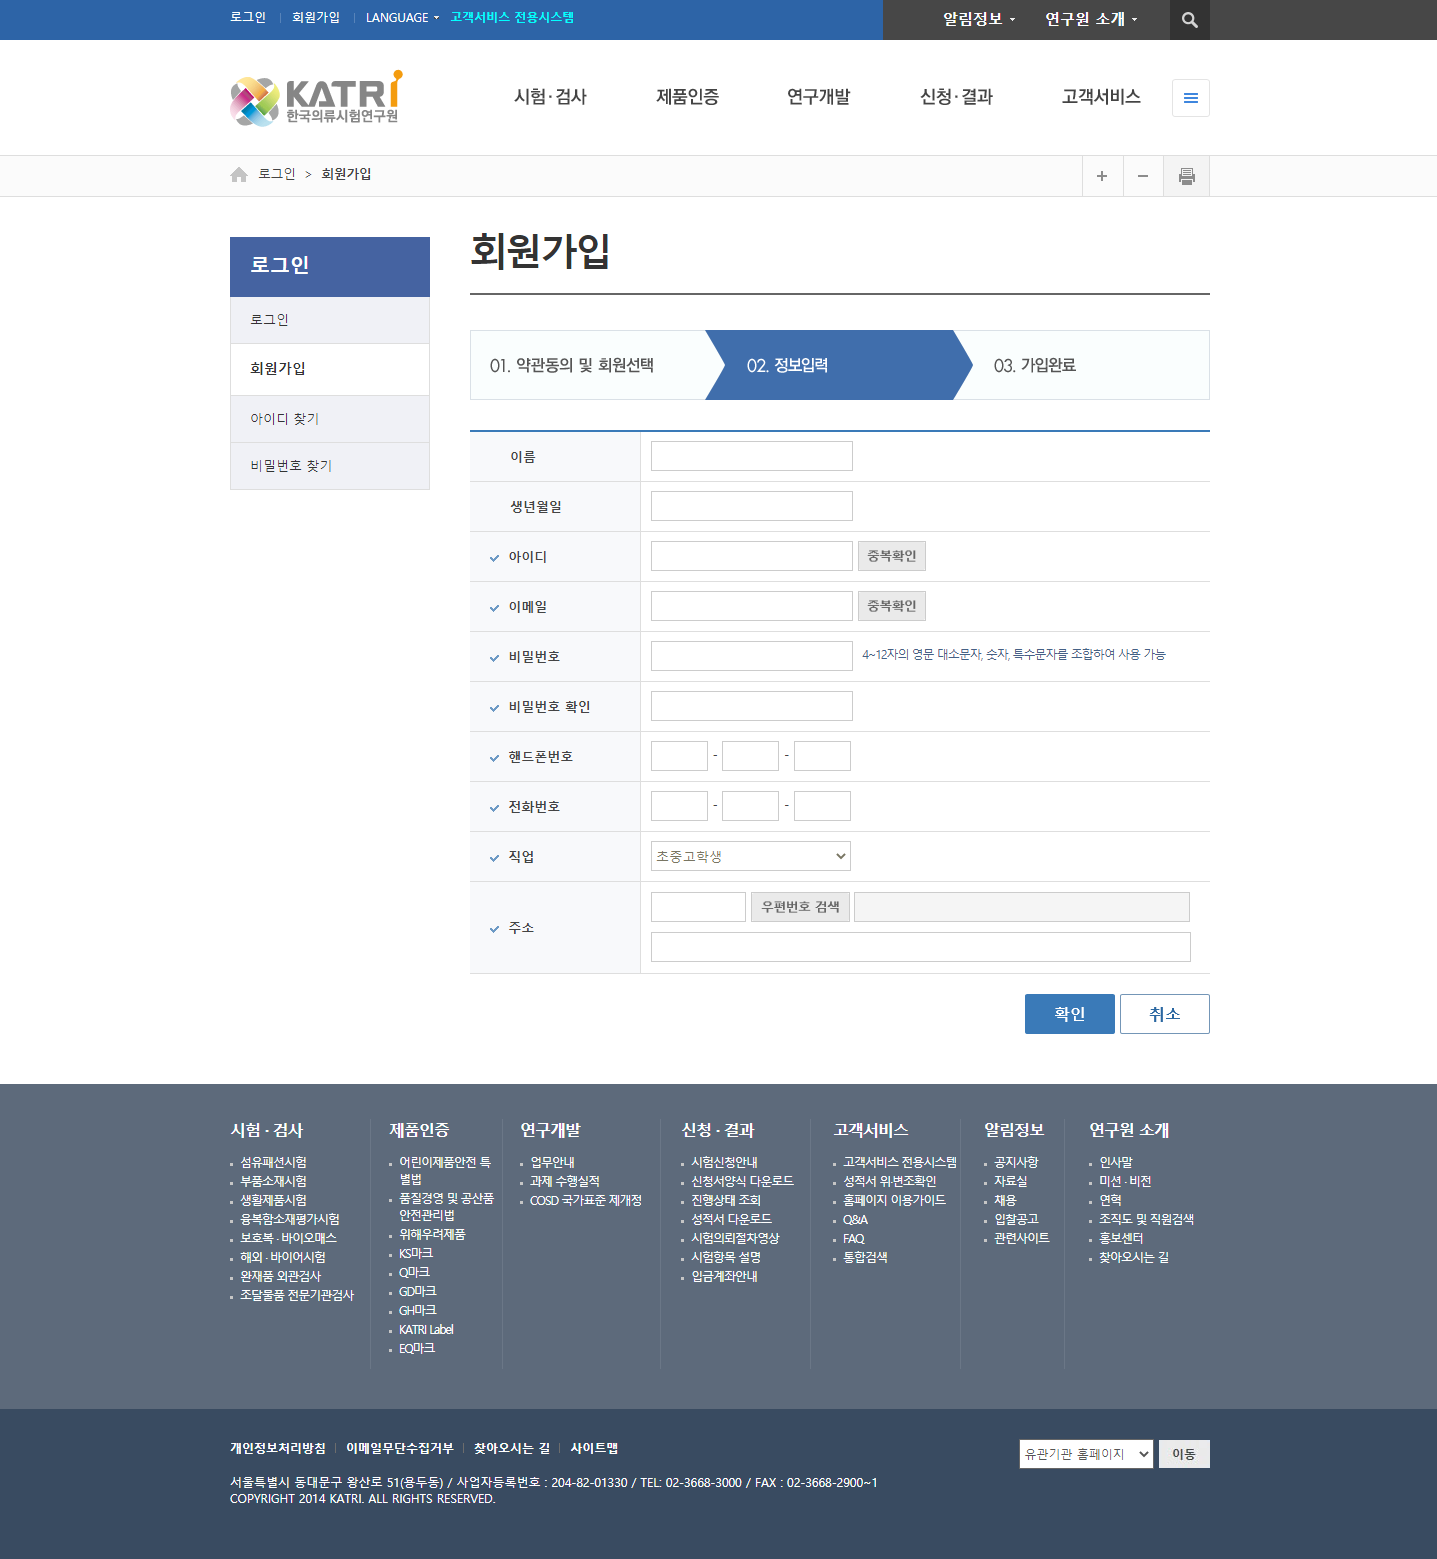 로그인 회원가입 LANGUAGE 고객서비스 전용시스템 알림정보 연구원 소개
KATRi
한국의류시험연구원
시험·검사 제품인증 연구개발 신청·결과 고객서비스
로그인 > 회원가입
로그인
로그인
회원가입
아이디 찾기
비밀번호 찾기
회원가입
01. 약관동의 및 회원선택 02. 정보입력 03. 가입완료
이름
생년월일
아이디 중복확인
이메일 중복확인
비밀번호 4~12자의 영문 대소문자, 숫자, 특수문자를 조합하여 사용 가능
비밀번호 확인
핸드폰번호 - -
전화번호 - -
직업 초중고학생
주소 우편번호 검색
확인 취소
시험·검사
섬유패션시험
부품소재시험
생활제품시험
융복합소재평가시험
보호복·바이오매스
해외·바이어시험
완재품 외관검사
조달물품 전문기관검사
제품인증
어린이제품안전 특
별법
품질경영 및 공산품
안전관리법
위해우려제품
KS마크
Q마크
GD마크
GH마크
KATRI Label
EQ마크
연구개발
업무안내
과제 수행실적
COSD 국가표준 제개정
신청·결과
시험신청안내
신청서양식 다운로드
진행상태 조회
성적서 다운로드
시험의뢰절차영상
시험항목 설명
입금계좌안내
고객서비스
고객서비스 전용시스템
성적서 위변조확인
홈페이지 이용가이드
Q&A
FAQ
통합검색
알림정보
공지사항
자료실
채용
입찰공고
관련사이트
연구원 소개
인사말
미션·비전
연혁
조직도 및 직원검색
홍보센터
찾아오시는 길
개인정보처리방침 이메일무단수집거부 찾아오시는 길 사이트맵
유관기관 홈페이지 이동
서울특별시 동대문구 왕산로 51(용두동) / 사업자등록번호 : 204-82-01330 / TEL: 02-3668-3000 / FAX : 02-3668-2900~1
COPYRIGHT 2014 KATRI. ALL RIGHTS RESERVED.